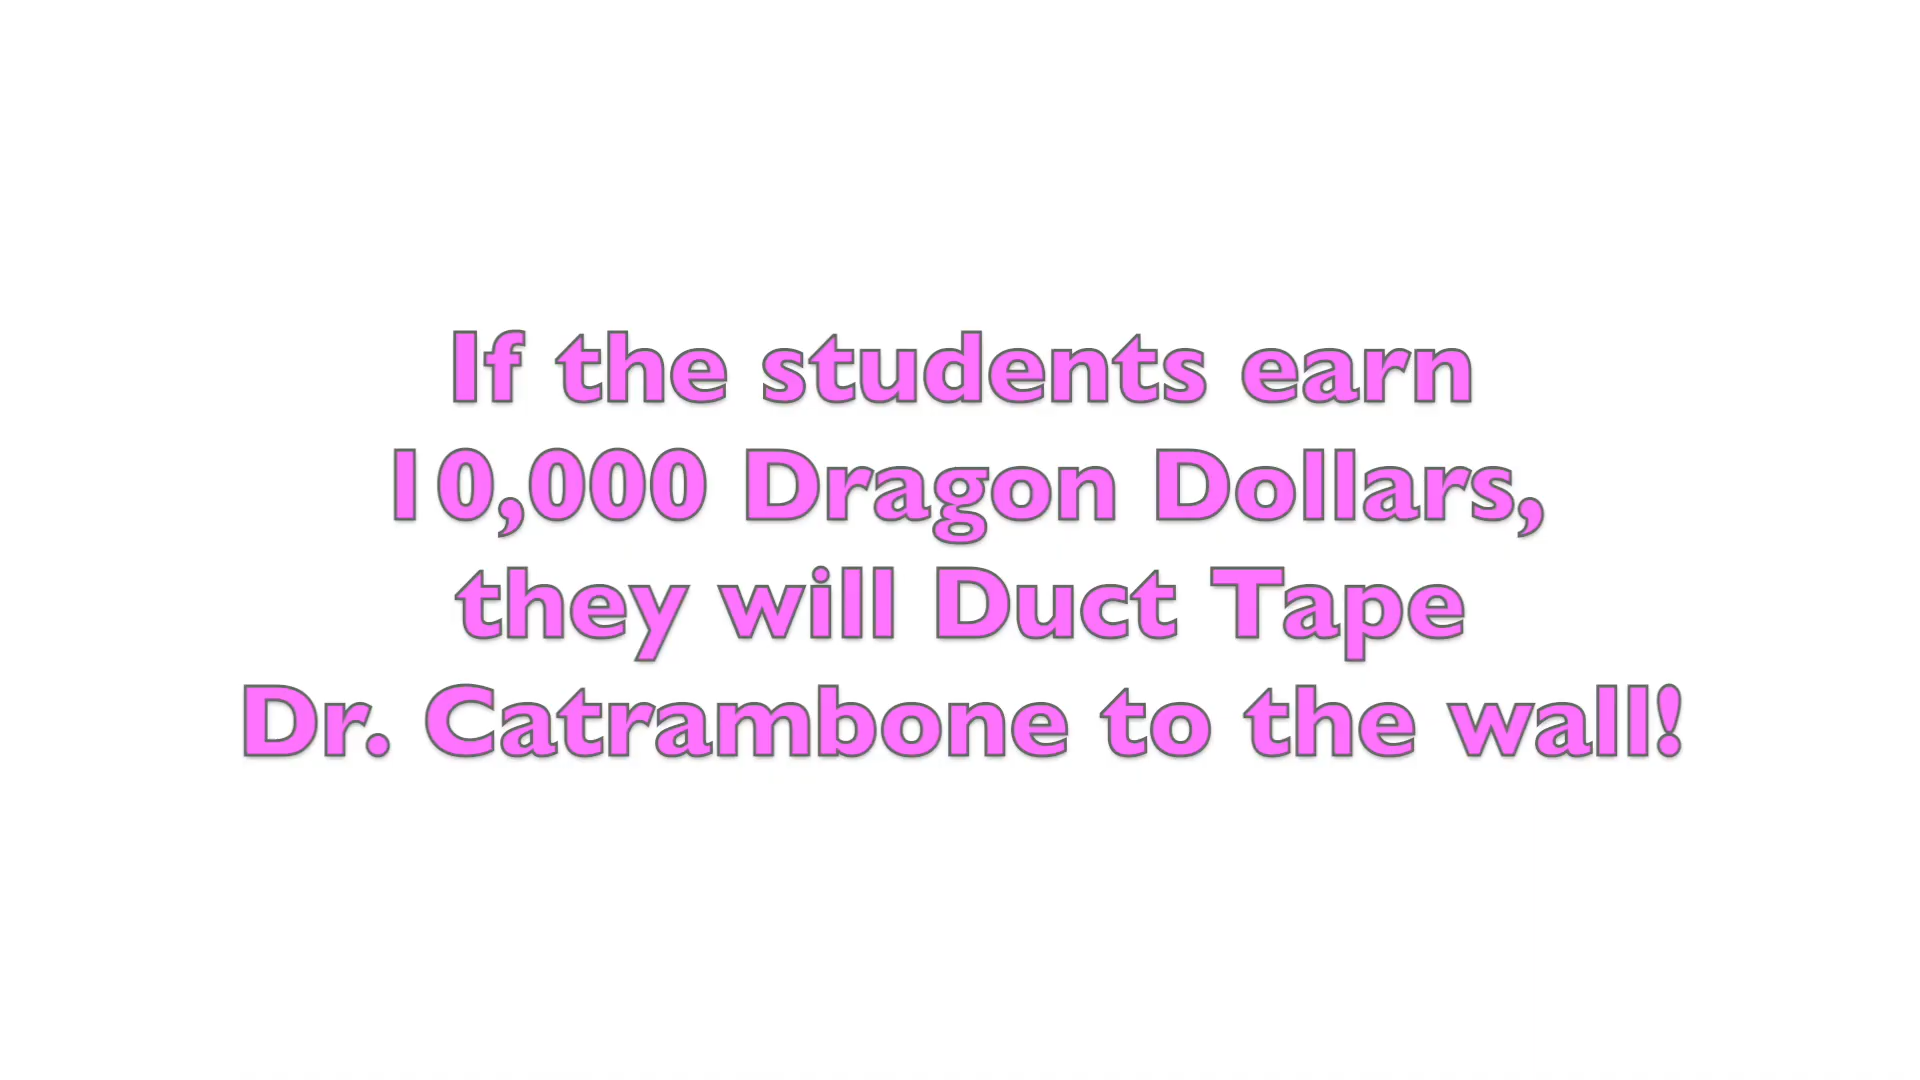 If the students earn
10,000 Dragon Dollars,
they will Duct Tape
Dr. Catrambone to the wall!